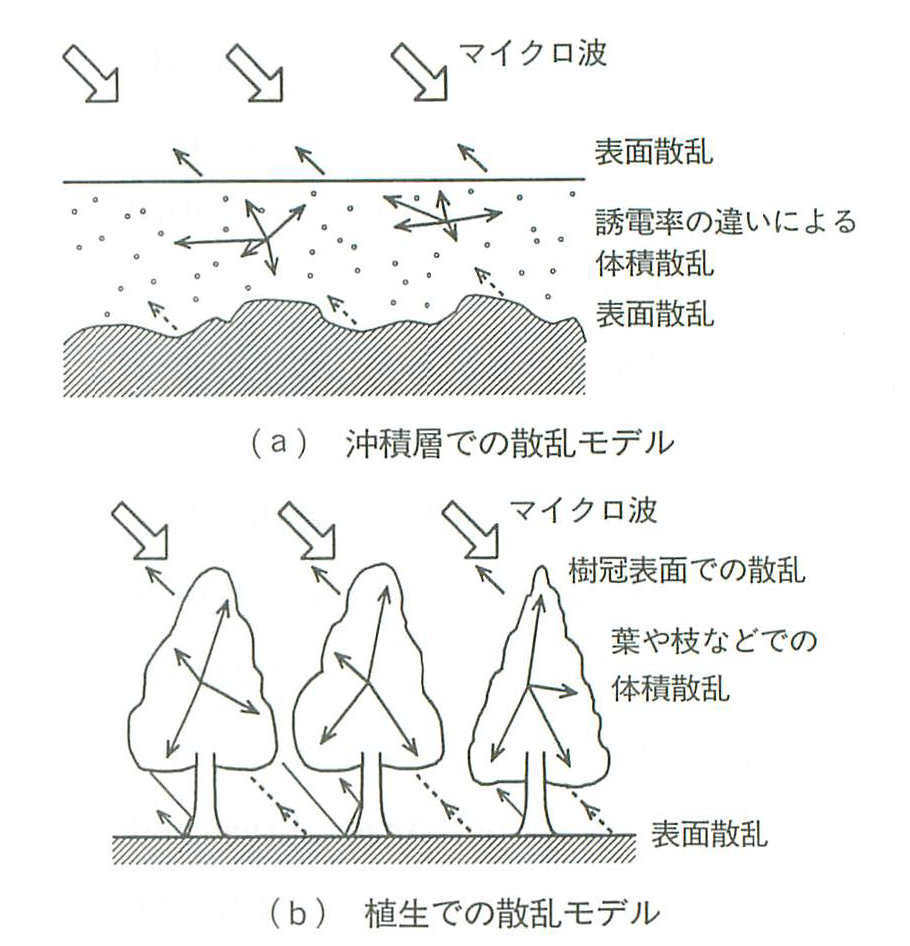 マイクロ波
表面散乱
誘電率の違いによる
体積散乱
表面散乱
(a) 沖積層での散乱モデル
マイクロ波
樹冠表面での散乱
葉や枝などでの
体積散乱
表面散乱
(b) 植生での散乱モデル